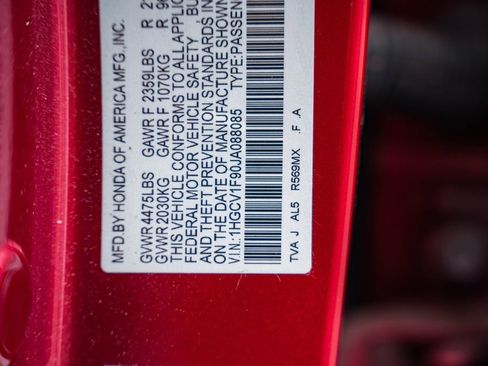 MFD.BY HONDA OF AMERICA MFG.,INC.
GVWR 4475LBS GAWR F 2359LBS R
GVWR 2030KG GAWR F 1070KG R
THIS VEHICLE CONFORMS TO ALL APPLIC
FEDERAL MOTOR VEHICLE SAFETY, BU
AND THEFT PREVENTION STANDARDS IN
ON THE DATE OF MANUFACTURE SHOWN
V.I.N.:1HGCV1F90JA088085 TYPE:PASSEN
TVA J AL5 R569MX .F .A